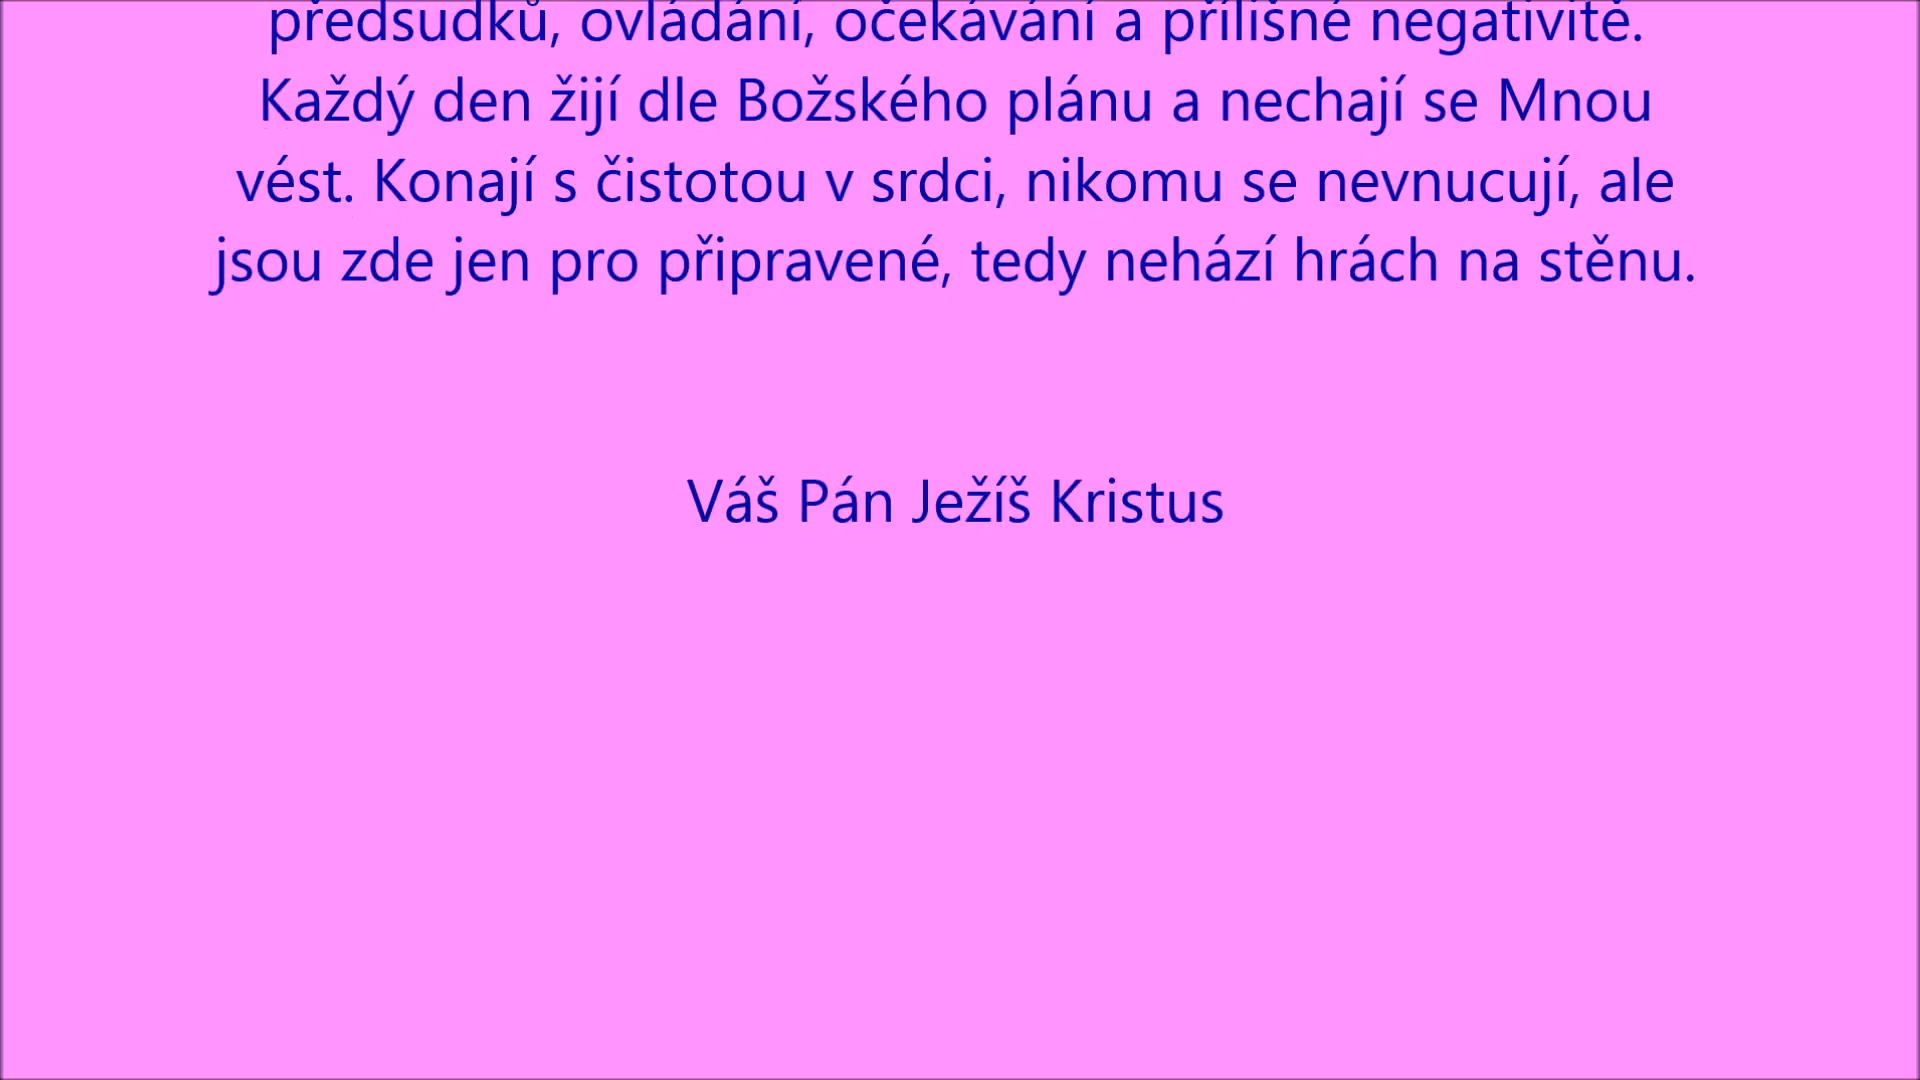 předsudků, ovládání, očekávání a přílišné negativitě.
Každý den žijí dle Božského plánu a nechají se Mnou
vést. Konají s čistotou v srdci, nikomu se nevnucují, ale
jsou zde jen pro připravené, tedy nehází hrách na stěnu.
Váš Pán Ježíš Kristus